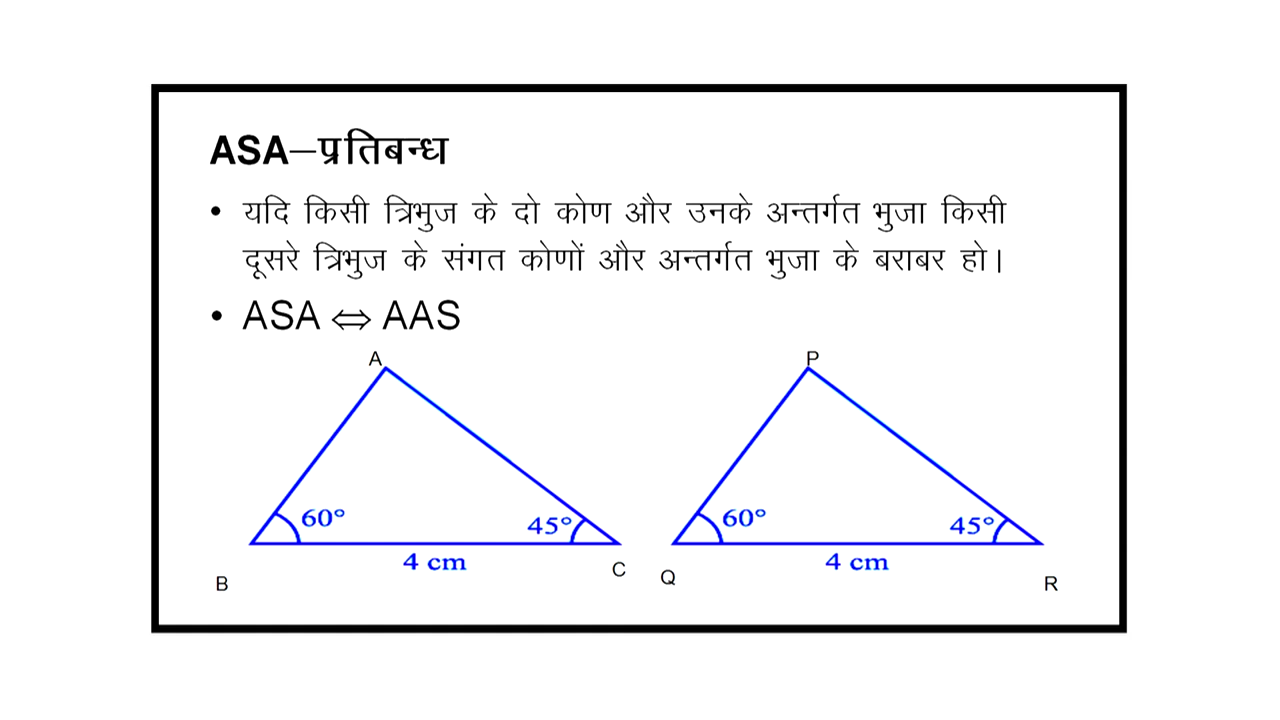 ASA–प्रतिबन्ध
• यदि किसी त्रिभुज के दो कोण और उनके अन्तर्गत भुजा किसी
दूसरे त्रिभुज के संगत कोणों और अन्तर्गत भुजा के बराबर हो।
• ASA ⇔ AAS
A P
60° 45° 60° 45°
4 cm 4 cm
B C Q R